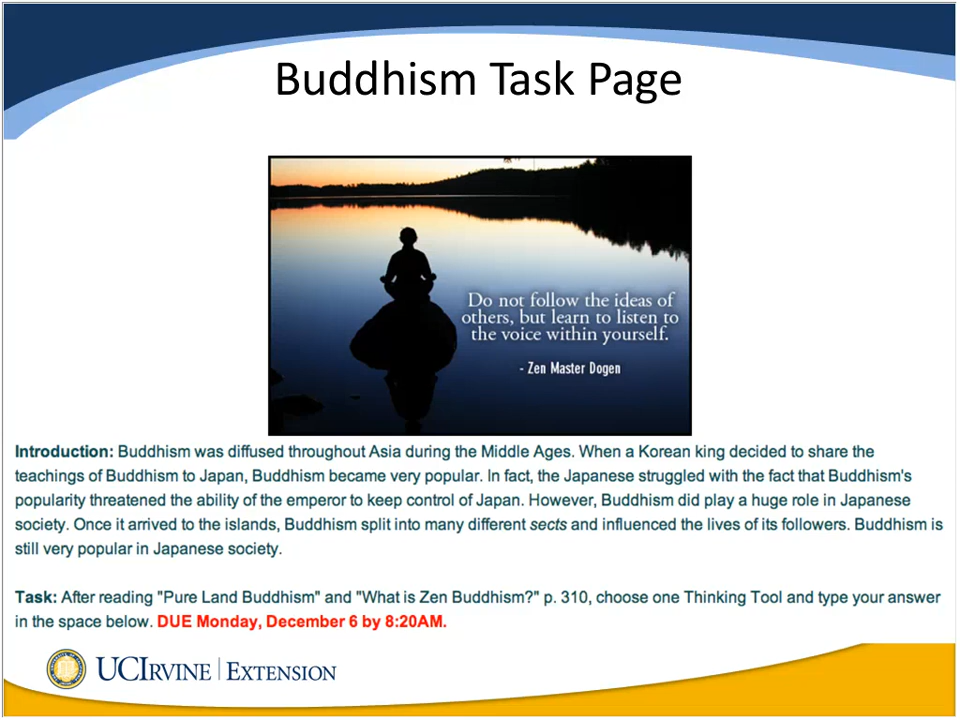 Buddhism Task Page
Do not follow the ideas of
others, but learn to listen to
the voice within yourself.
- Zen Master Dogen
Introduction: Buddhism was diffused throughout Asia during the Middle Ages. When a Korean king decided to share the
teachings of Buddhism to Japan, Buddhism became very popular. In fact, the Japanese struggled with the fact that Buddhism's
popularity threatened the ability of the emperor to keep control of Japan. However, Buddhism did play a huge role in Japanese
society. Once it arrived to the islands, Buddhism split into many different sects and influenced the lives of its followers. Buddhism is
still very popular in Japanese society.
Task: After reading "Pure Land Buddhism" and "What is Zen Buddhism?" p. 310, choose one Thinking Tool and type your answer
in the space below. DUE Monday, December 6 by 8:20AM.
UCIRVINE | EXTENSION